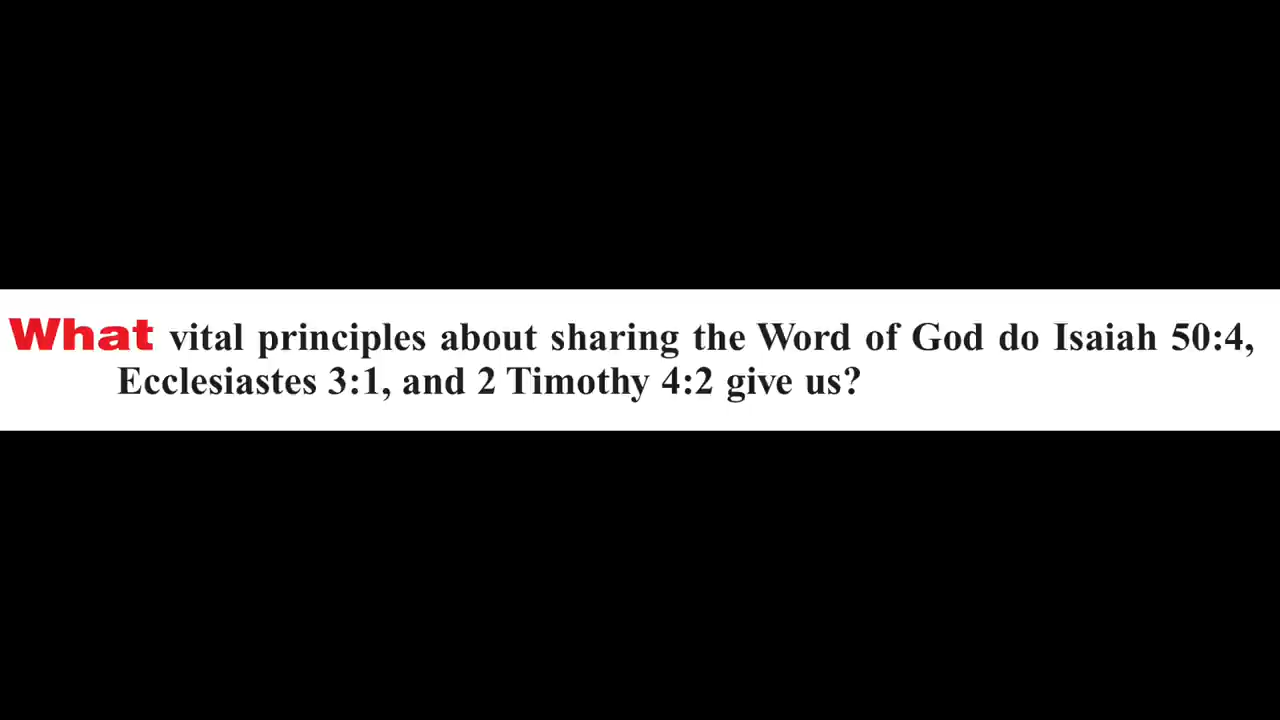 What vital principles about sharing the Word of God do Isaiah 50:4,
Ecclesiastes 3:1, and 2 Timothy 4:2 give us?